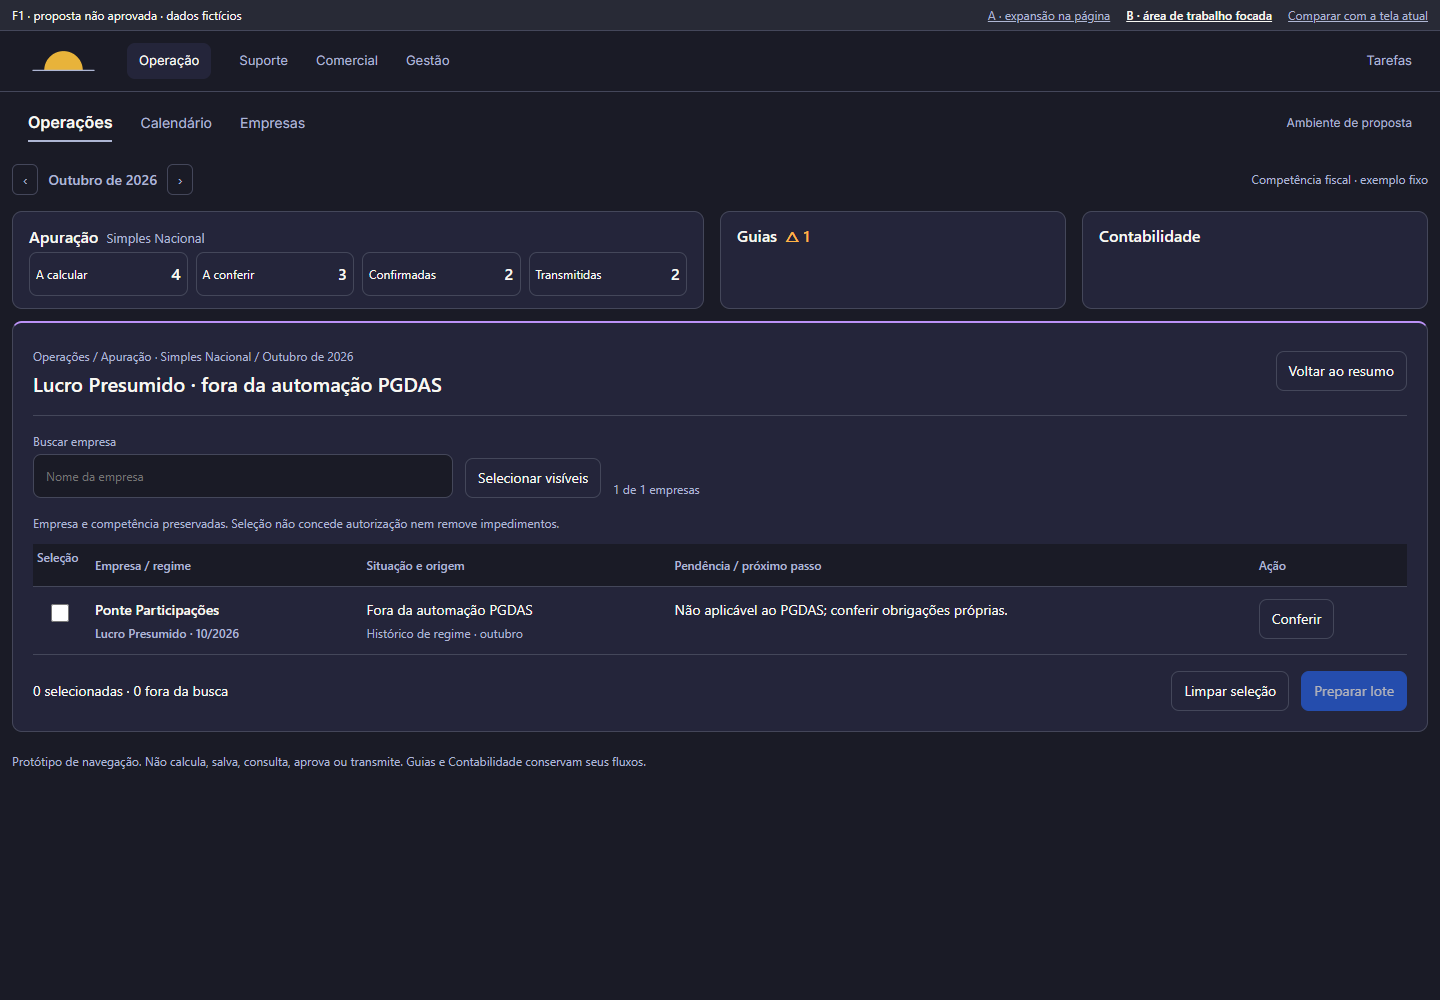 F1 · proposta não aprovada · dados fictícios
A · expansão na página
B · área de trabalho focada
Comparar com a tela atual
Operação
Suporte
Comercial
Gestão
Tarefas
Operações
Calendário
Empresas
Ambiente de proposta
‹ Outubro de 2026 ›
Competência fiscal · exemplo fixo
Apuração Simples Nacional
A calcular 4
A conferir 3
Confirmadas 2
Transmitidas 2
Guias △ 1
Contabilidade
Operações / Apuração · Simples Nacional / Outubro de 2026
Lucro Presumido · fora da automação PGDAS
Voltar ao resumo
Buscar empresa
Nome da empresa
Selecionar visíveis
1 de 1 empresas
Empresa e competência preservadas. Seleção não concede autorização nem remove impedimentos.
Seleção
Empresa / regime
Situação e origem
Pendência / próximo passo
Ação
Ponte Participações
Lucro Presumido · 10/2026
Fora da automação PGDAS
Histórico de regime · outubro
Não aplicável ao PGDAS; conferir obrigações próprias.
Conferir
0 selecionadas · 0 fora da busca
Limpar seleção
Preparar lote
Protótipo de navegação. Não calcula, salva, consulta, aprova ou transmite. Guias e Contabilidade conservam seus fluxos.